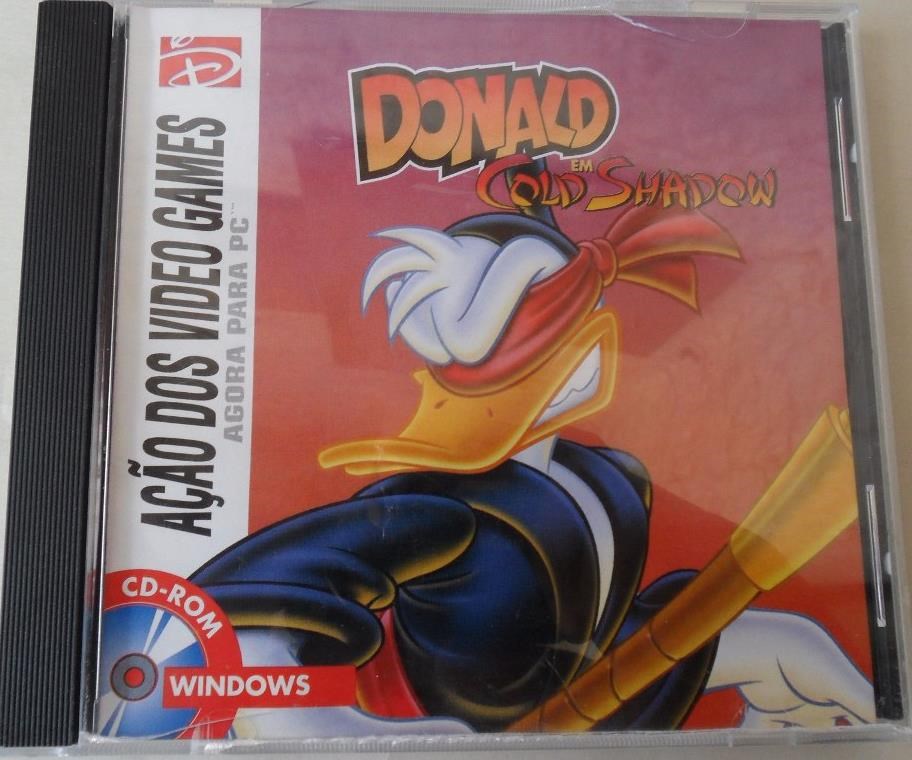 DONALD
EM
COLD SHADOW
AÇÃO DOS VIDEO GAMES
AGORA PARA PC™
CD-ROM
WINDOWS